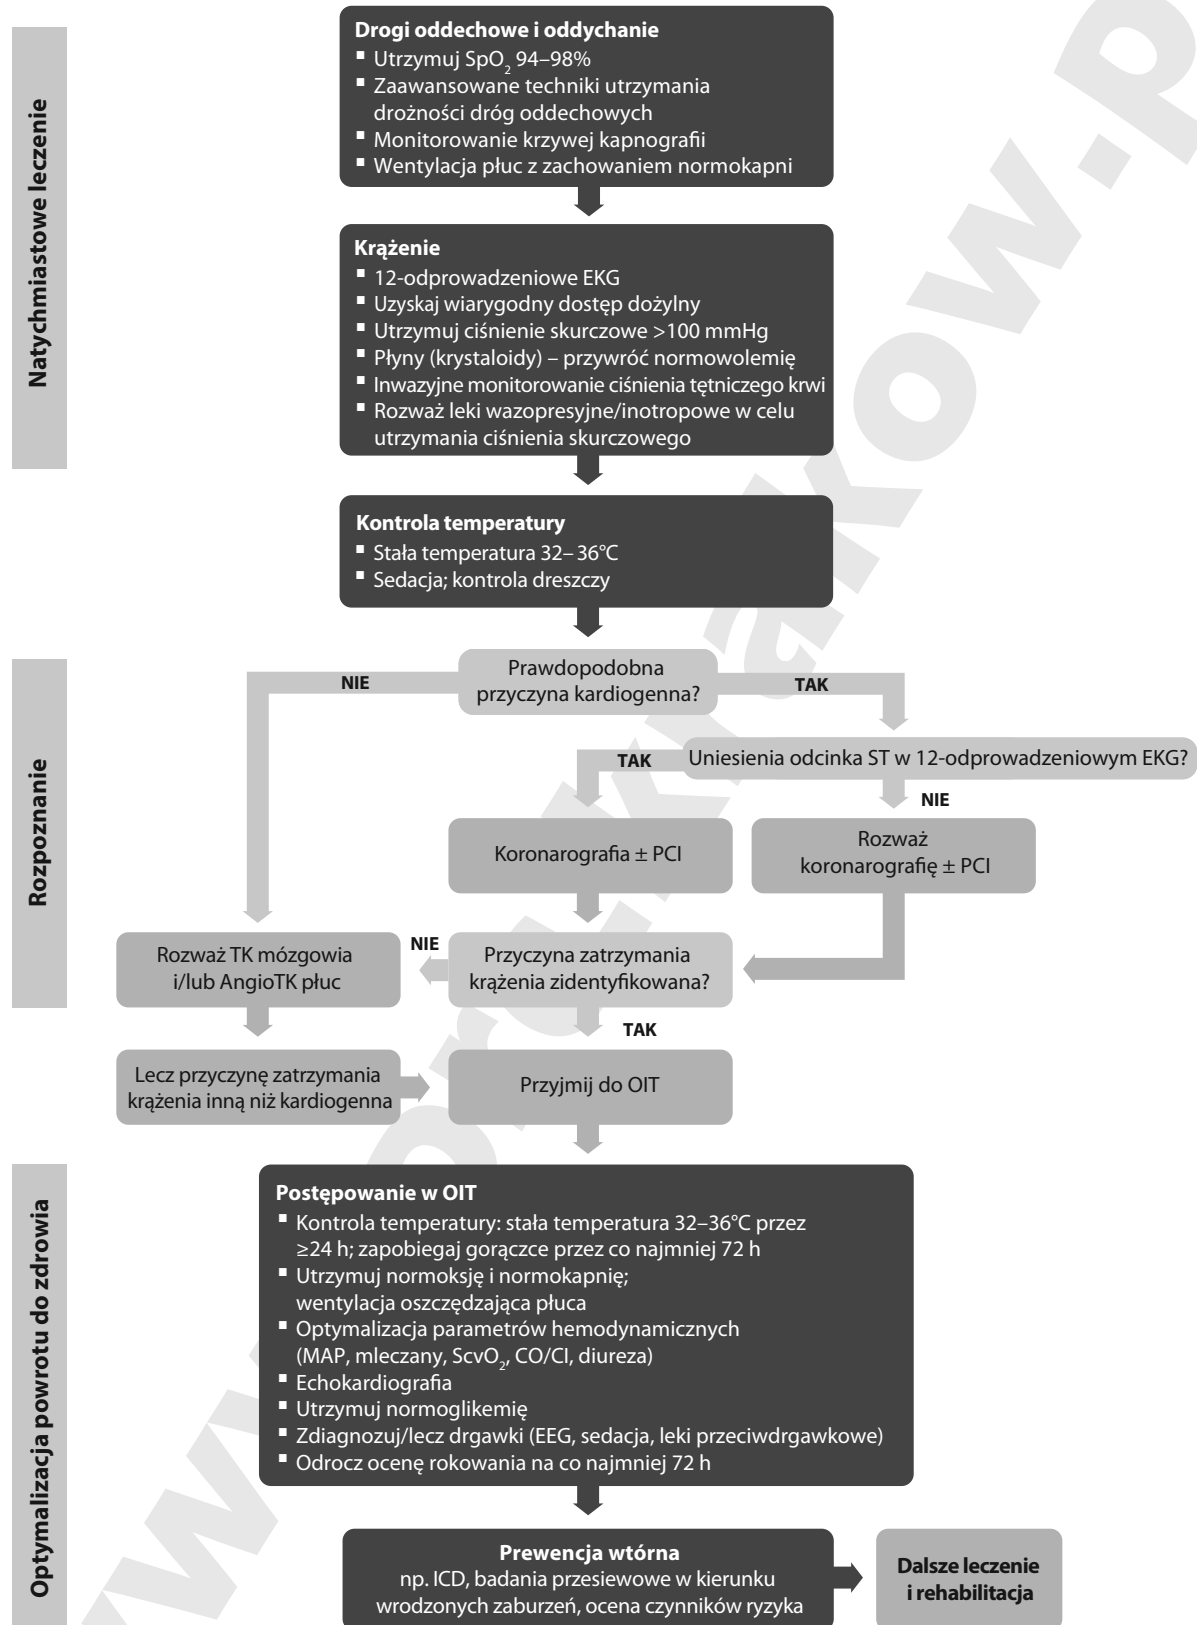 Natychmiastowe leczenie
Drogi oddechowe i oddychanie
▪ Utrzymuj SpO₂ 94–98%
▪ Zaawansowane techniki utrzymania
drożności dróg oddechowych
▪ Monitorowanie krzywej kapnografii
▪ Wentylacja płuc z zachowaniem normokapni
Krążenie
▪ 12-odprowadzeniowe EKG
▪ Uzyskaj wiarygodny dostęp dożylny
▪ Utrzymuj ciśnienie skurczowe >100 mmHg
▪ Płyny (krystaloidy) – przywróć normowolemię
▪ Inwazyjne monitorowanie ciśnienia tętniczego krwi
▪ Rozważ leki wazopresyjne/inotropowe w celu
utrzymania ciśnienia skurczowego
Kontrola temperatury
▪ Stała temperatura 32– 36°C
▪ Sedacja; kontrola dreszczy
Rozpoznanie
Prawdopodobna
przyczyna kardiogenna?
NIE
TAK
Uniesienia odcinka ST w 12-odprowadzeniowym EKG?
TAK
NIE
Koronarografia ± PCI
Rozważ
koronarografię ± PCI
Rozważ TK mózgowia
i/lub AngioTK płuc
NIE
Przyczyna zatrzymania
krążenia zidentyfikowana?
TAK
Lecz przyczynę zatrzymania
krążenia inną niż kardiogenna
Przyjmij do OIT
Optymalizacja powrotu do zdrowia
Postępowanie w OIT
▪ Kontrola temperatury: stała temperatura 32–36°C przez
≥24 h; zapobiegaj gorączce przez co najmniej 72 h
▪ Utrzymuj normoksję i normokapnię;
wentylacja oszczędzająca płuca
▪ Optymalizacja parametrów hemodynamicznych
(MAP, mleczany, ScvO₂, CO/CI, diureza)
▪ Echokardiografia
▪ Utrzymuj normoglikemię
▪ Zdiagnozuj/lecz drgawki (EEG, sedacja, leki przeciwdrgawkowe)
▪ Odrocz ocenę rokowania na co najmniej 72 h
Prewencja wtórna
np. ICD, badania przesiewowe w kierunku
wrodzonych zaburzeń, ocena czynników ryzyka
Dalsze leczenie
i rehabilitacja